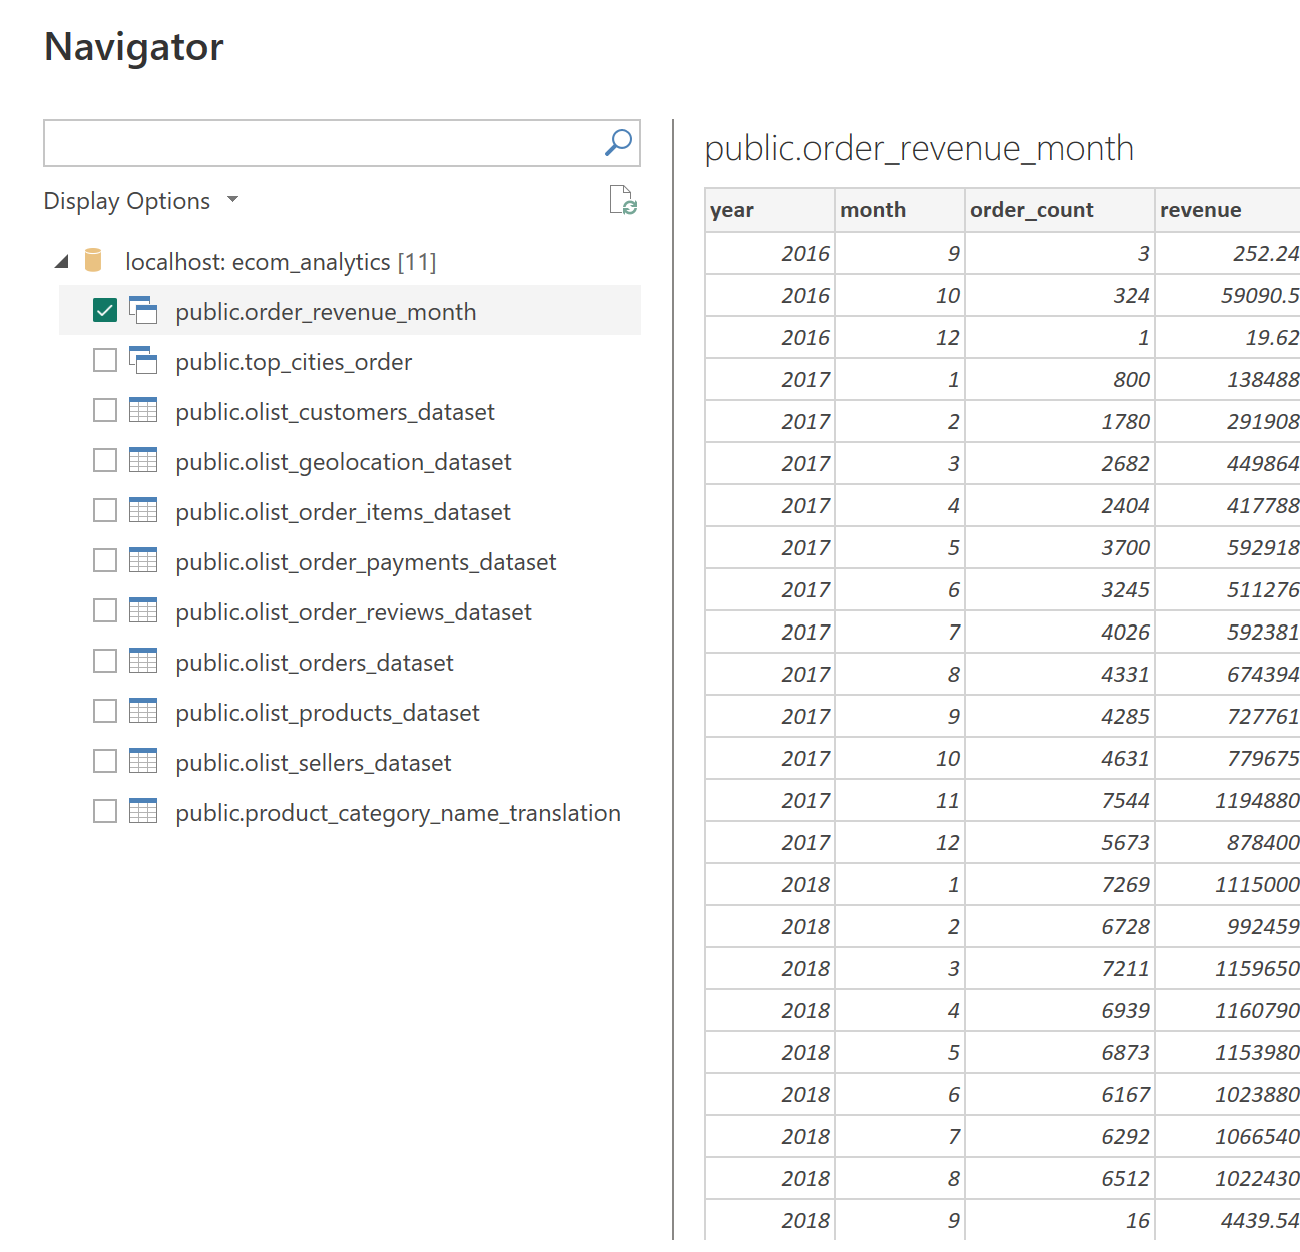 Navigator
Display Options
localhost: ecom_analytics [11]
public.order_revenue_month
public.top_cities_order
public.olist_customers_dataset
public.olist_geolocation_dataset
public.olist_order_items_dataset
public.olist_order_payments_dataset
public.olist_order_reviews_dataset
public.olist_orders_dataset
public.olist_products_dataset
public.olist_sellers_dataset
public.product_category_name_translation
public.order_revenue_month
year month order_count revenue
2016 9 3 252.24
2016 10 324 59090.5
2016 12 1 19.62
2017 1 800 138488
2017 2 1780 291908
2017 3 2682 449864
2017 4 2404 417788
2017 5 3700 592918
2017 6 3245 511276
2017 7 4026 592381
2017 8 4331 674394
2017 9 4285 727761
2017 10 4631 779675
2017 11 7544 1194880
2017 12 5673 878400
2018 1 7269 1115000
2018 2 6728 992459
2018 3 7211 1159650
2018 4 6939 1160790
2018 5 6873 1153980
2018 6 6167 1023880
2018 7 6292 1066540
2018 8 6512 1022430
2018 9 16 4439.54